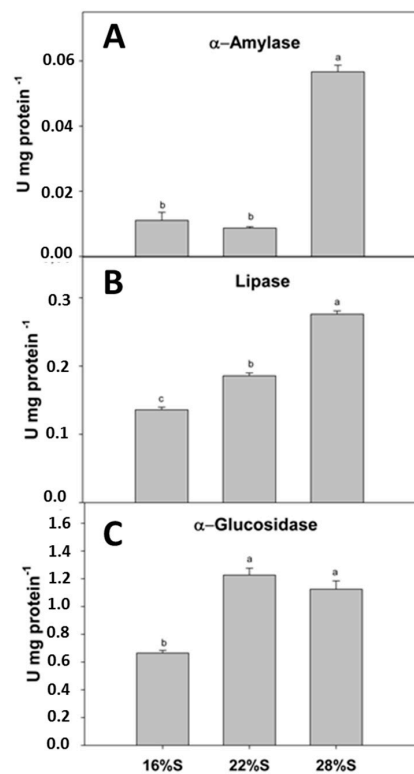 A
α–Amylase
U mg protein -1
0.06
0.04
0.02
0.00
a
b
b
B
Lipase
U mg protein -1
0.3
0.2
0.1
0.0
a
b
c
C
α–Glucosidase
U mg protein-1
1.6
1.4
1.2
1.0
0.8
0.6
0.4
0.2
0.0
a
a
b
16%S 22%S 28%S